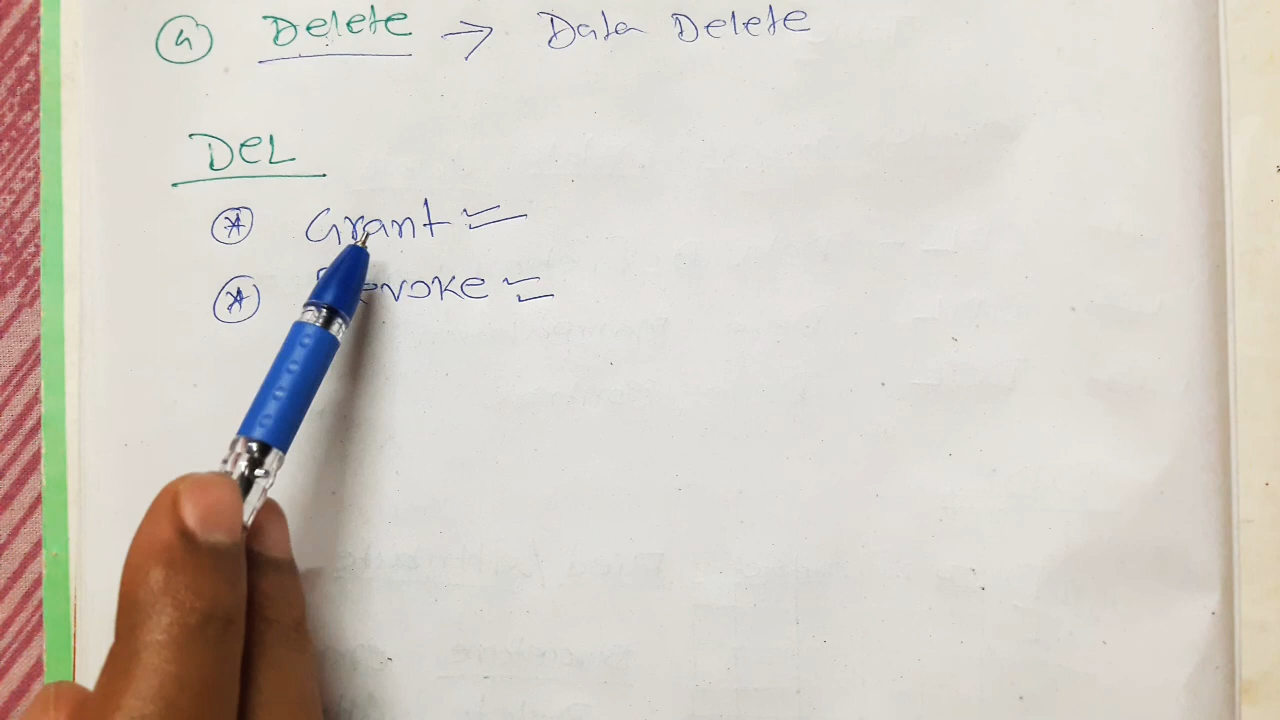 4 Delete → Data Delete
DCL
* Grant
* Revoke